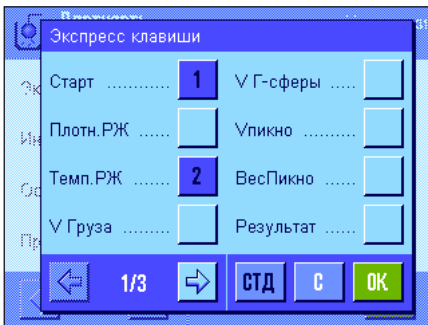 Экспресс клавиши
Старт ............ 1
V Г-сферы .....
Плотн.РЖ ......
Vпикно ..........
Темп.РЖ ....... 2
ВесПикно ......
V Груза .........
Результат .....
1/3 СТД C OK